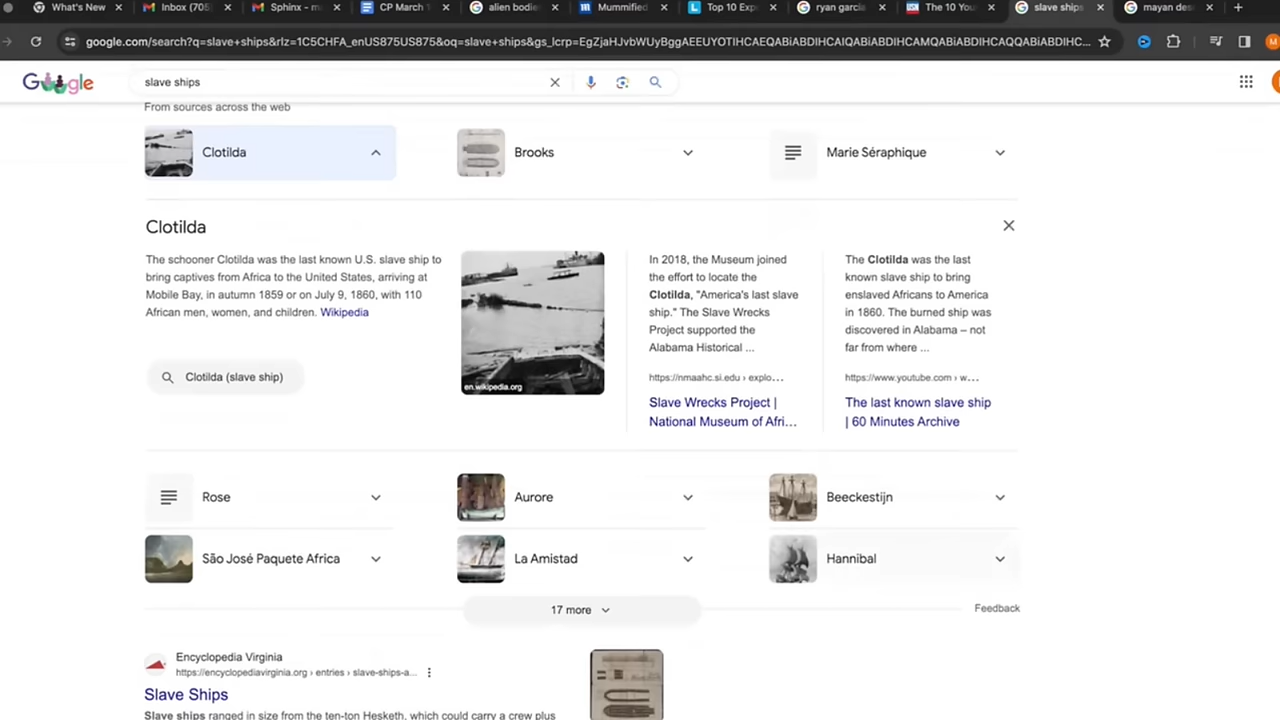 What's New
Inbox (705
Sphinx - m
CP March 1
alien bodie
Mummified
Top 10 Exp
ryan garcia
The 10 You
slave ships
mayan des
google.com/search?q=slave+ships&rlz=1C5CHFA_enUS875US875&oq=slave+ships&gs_lcrp=EgZjaHJvbWUyBggAEEUYOTIHCAEQABiABDIHCAIQABiABDIHCAMQABiABDIHCAQQABiABDIHC...
Google
slave ships
From sources across the web
Clotilda
Brooks
Marie Séraphique
Clotilda
The schooner Clotilda was the last known U.S. slave ship to
bring captives from Africa to the United States, arriving at
Mobile Bay, in autumn 1859 or on July 9, 1860, with 110
African men, women, and children. Wikipedia
Clotilda (slave ship)
en.wikipedia.org
In 2018, the Museum joined
the effort to locate the
Clotilda, "America's last slave
ship." The Slave Wrecks
Project supported the
Alabama Historical ...
https://nmaahc.si.edu › explo...
Slave Wrecks Project |
National Museum of Afri...
The Clotilda was the last
known slave ship to bring
enslaved Africans to America
in 1860. The burned ship was
discovered in Alabama – not
far from where ...
https://www.youtube.com › w...
The last known slave ship
| 60 Minutes Archive
Rose
Aurore
Beeckestijn
São José Paquete Africa
La Amistad
Hannibal
17 more
Feedback
Encyclopedia Virginia
https://encyclopediavirginia.org › entries › slave-ships-a...
Slave Ships
Slave ships ranged in size from the ten-ton Hesketh, which could carry a crew plus